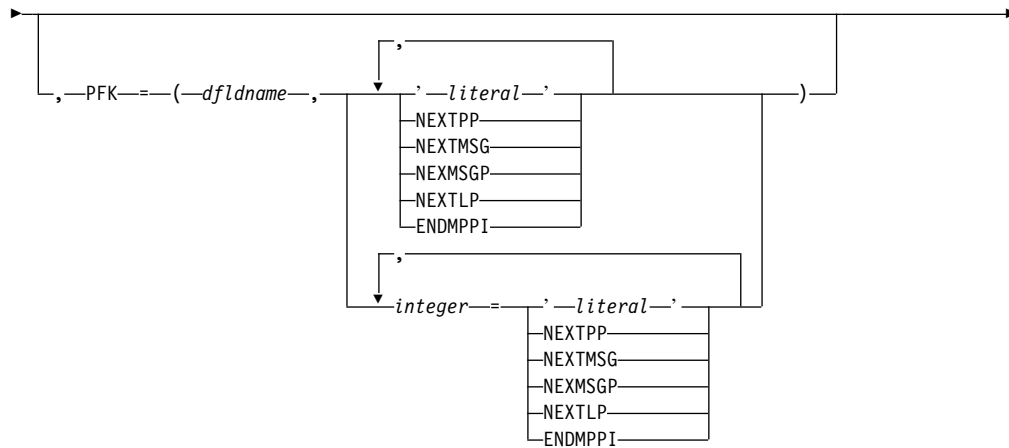 ,
, PFK = ( dfldname , ' literal ' )
NEXTPP
NEXTMSG
NEXMSGP
NEXTLP
ENDMPPI
,
integer = ' literal '
NEXTPP
NEXTMSG
NEXMSGP
NEXTLP
ENDMPPI